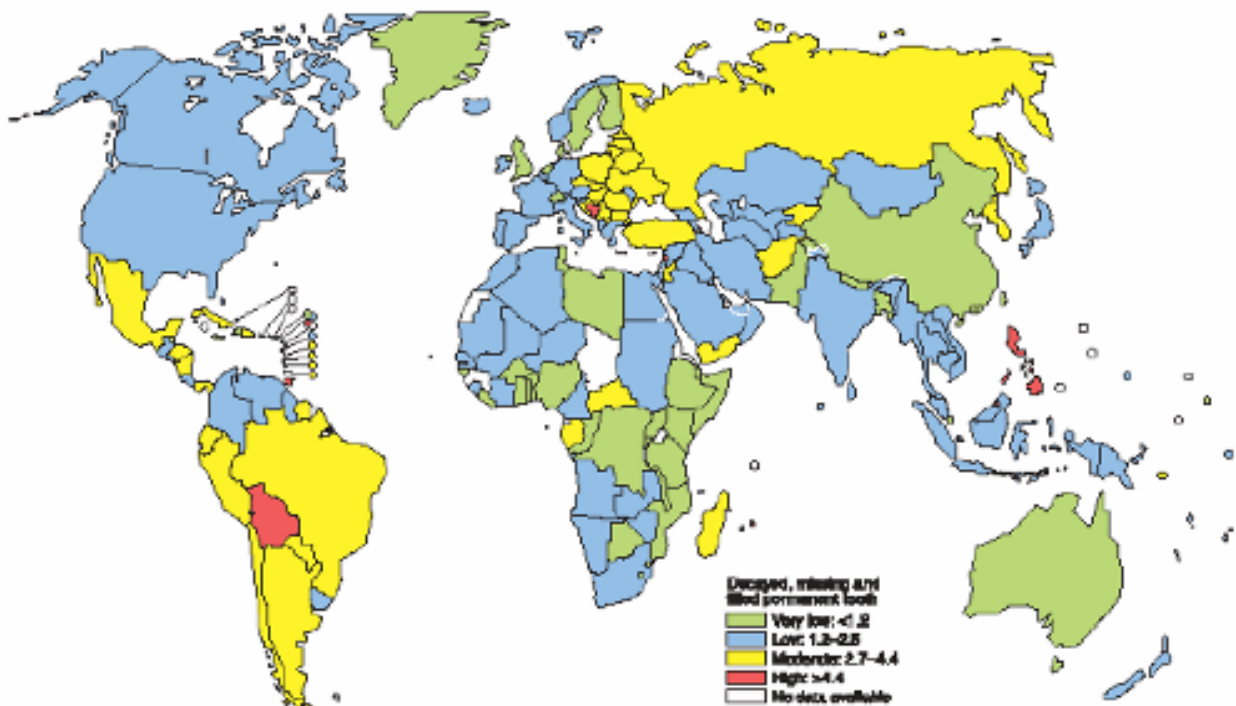 Decayed, missing and
filled permanent teeth
Very low: <1.2
Low: 1.2–2.6
Moderate: 2.7–4.4
High: >4.4
No data available